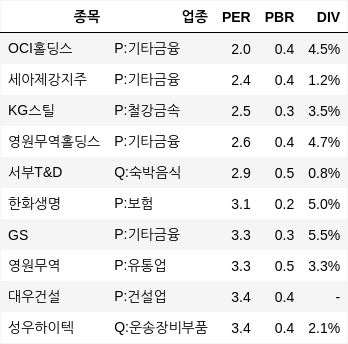 종목 업종 PER PBR DIV
OCI홀딩스 P:기타금융 2.0 0.4 4.5%
세아제강지주 P:기타금융 2.4 0.4 1.2%
KG스틸 P:철강금속 2.5 0.3 3.5%
영원무역홀딩스 P:기타금융 2.6 0.4 4.7%
서부T&D Q:숙박음식 2.9 0.5 0.8%
한화생명 P:보험 3.1 0.2 5.0%
GS P:기타금융 3.3 0.3 5.5%
영원무역 P:유통업 3.3 0.5 3.3%
대우건설 P:건설업 3.4 0.4 -
성우하이텍 Q:운송장비부품 3.4 0.4 2.1%